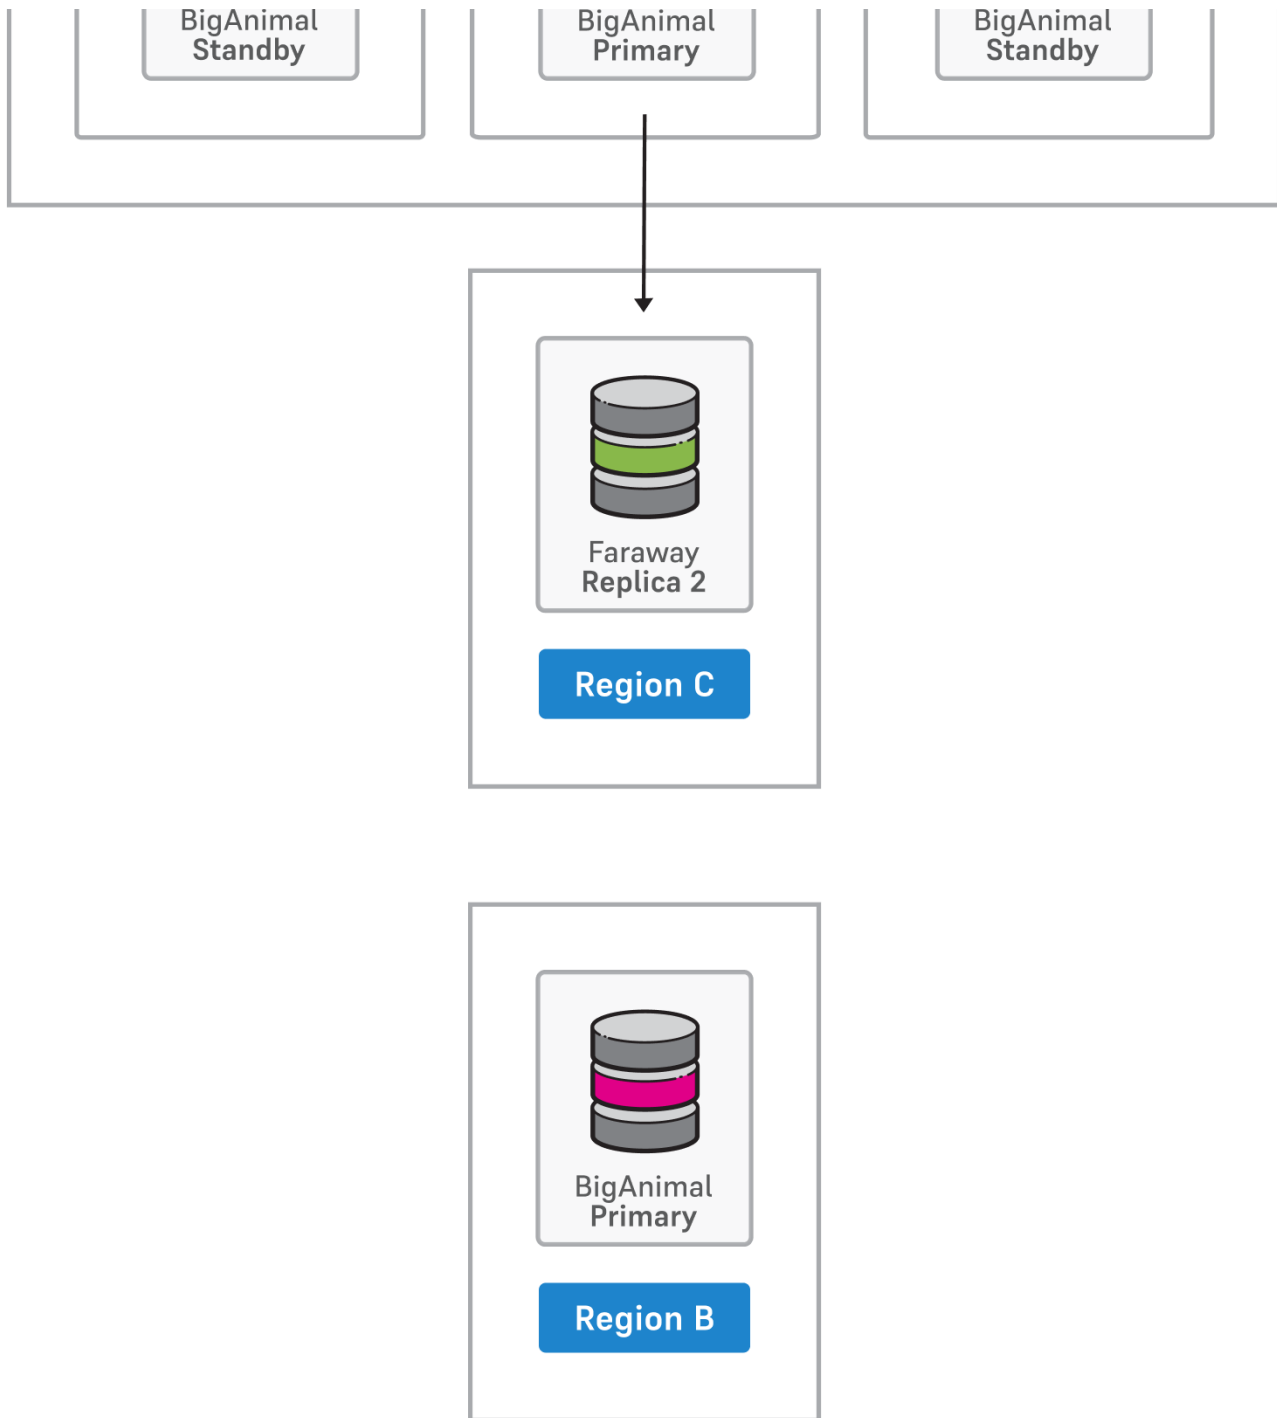 BigAnimal
Standby
BigAnimal
Primary
BigAnimal
Standby
Faraway
Replica 2
Region C
BigAnimal
Primary
Region B